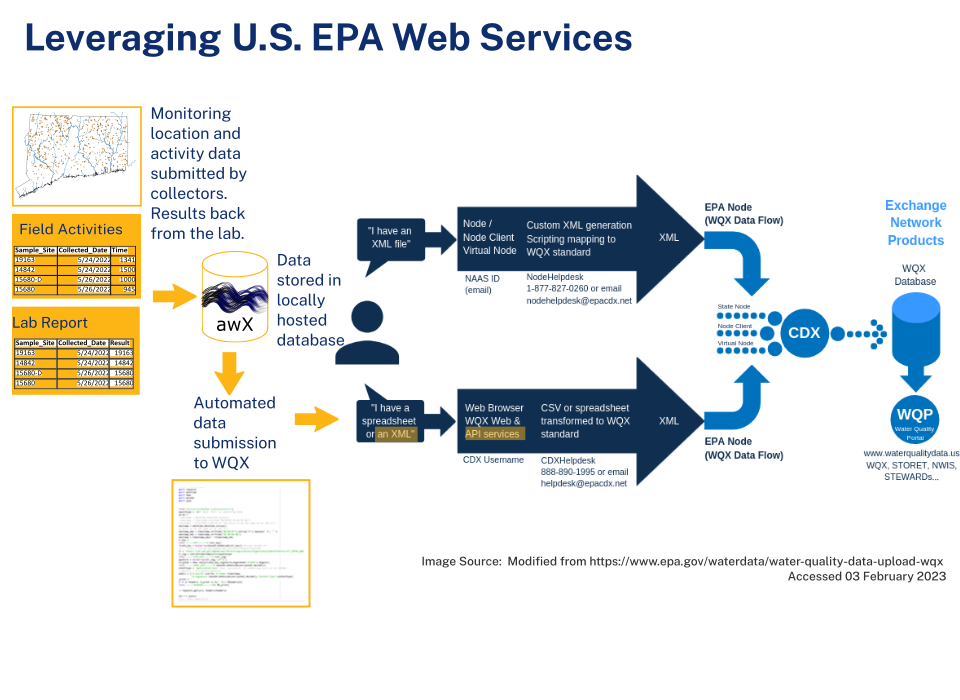 Leveraging U.S. EPA Web Services
Monitoring
location and
activity data
submitted by
collectors.
Results back
from the lab.
Field Activities
Sample_Site Collected_Date Time
19163 5/24/2022 1341
14842 5/24/2022 1500
15680-D 5/26/2022 1000
15680 5/26/2022 945
Lab Report
Sample_Site Collected_Date Result
19163 5/24/2022 19163
14842 5/24/2022 14842
15680-D 5/26/2022 15680
15680 5/26/2022 15680
awX
Data
stored in
locally
hosted
database
Automated
data
submission
to WQX
"I have an
XML file"
Node /
Node Client
Virtual Node
Custom XML generation
Scripting mapping to
WQX standard
XML
NAAS ID
(email)
NodeHelpdesk
1-877-827-0260 or email
nodehelpdesk@epacdx.net
"I have a
spreadsheet
or an XML"
Web Browser
WQX Web &
API services
CSV or spreadsheet
transformed to WQX
standard
XML
CDX Username
CDXHelpdesk
888-890-1995 or email
helpdesk@epacdx.net
EPA Node
(WQX Data Flow)
State Node
Node Client
Virtual Node
CDX
EPA Node
(WQX Data Flow)
Exchange
Network
Products
WQX
Database
WQP
Water Quality
Portal
www.waterqualitydata.us
WQX, STORET, NWIS,
STEWARDs...
Image Source: Modified from https://www.epa.gov/waterdata/water-quality-data-upload-wqx
Accessed 03 February 2023